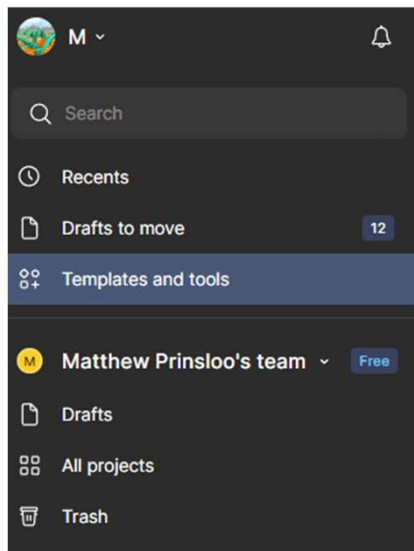 M
Search
Recents
Drafts to move 12
Templates and tools
M Matthew Prinsloo's team Free
Drafts
All projects
Trash